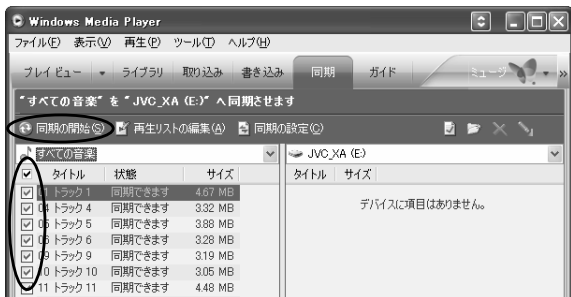 Windows Media Player
ファイル(F) 表示(V) 再生(P) ツール(T) ヘルプ(H)
プレイ ビュー ライブラリ 取り込み 書き込み 同期 ガイド ミュージ »
"すべての音楽" を "JVC_XA (E:)" へ同期させます
同期の開始(S) 再生リストの編集(A) 同期の設定(C)
すべての音楽 JVC_XA (E:)
タイトル 状態 サイズ タイトル サイズ
01 トラック 1 同期できます 4.67 MB
04 トラック 4 同期できます 3.32 MB
05 トラック 5 同期できます 3.88 MB
06 トラック 6 同期できます 3.28 MB
09 トラック 9 同期できます 3.19 MB
10 トラック 10 同期できます 3.05 MB
11 トラック 11 同期できます 4.48 MB
デバイスに項目はありません。